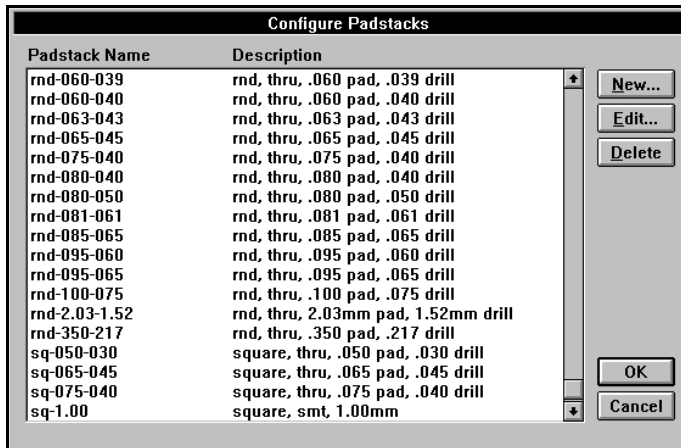 Configure Padstacks
Padstack Name Description
rnd-060-039 rnd, thru, .060 pad, .039 drill
rnd-060-040 rnd, thru, .060 pad, .040 drill
rnd-063-043 rnd, thru, .063 pad, .043 drill
rnd-065-045 rnd, thru, .065 pad, .045 drill
rnd-075-040 rnd, thru, .075 pad, .040 drill
rnd-080-040 rnd, thru, .080 pad, .040 drill
rnd-080-050 rnd, thru, .080 pad, .050 drill
rnd-081-061 rnd, thru, .081 pad, .061 drill
rnd-085-065 rnd, thru, .085 pad, .065 drill
rnd-095-060 rnd, thru, .095 pad, .060 drill
rnd-095-065 rnd, thru, .095 pad, .065 drill
rnd-100-075 rnd, thru, .100 pad, .075 drill
rnd-2.03-1.52 rnd, thru, 2.03mm pad, 1.52mm drill
rnd-350-217 rnd, thru, .350 pad, .217 drill
sq-050-030 square, thru, .050 pad, .030 drill
sq-065-045 square, thru, .065 pad, .045 drill
sq-075-040 square, thru, .075 pad, .040 drill
sq-1.00 square, smt, 1.00mm
New...
Edit...
Delete
OK
Cancel